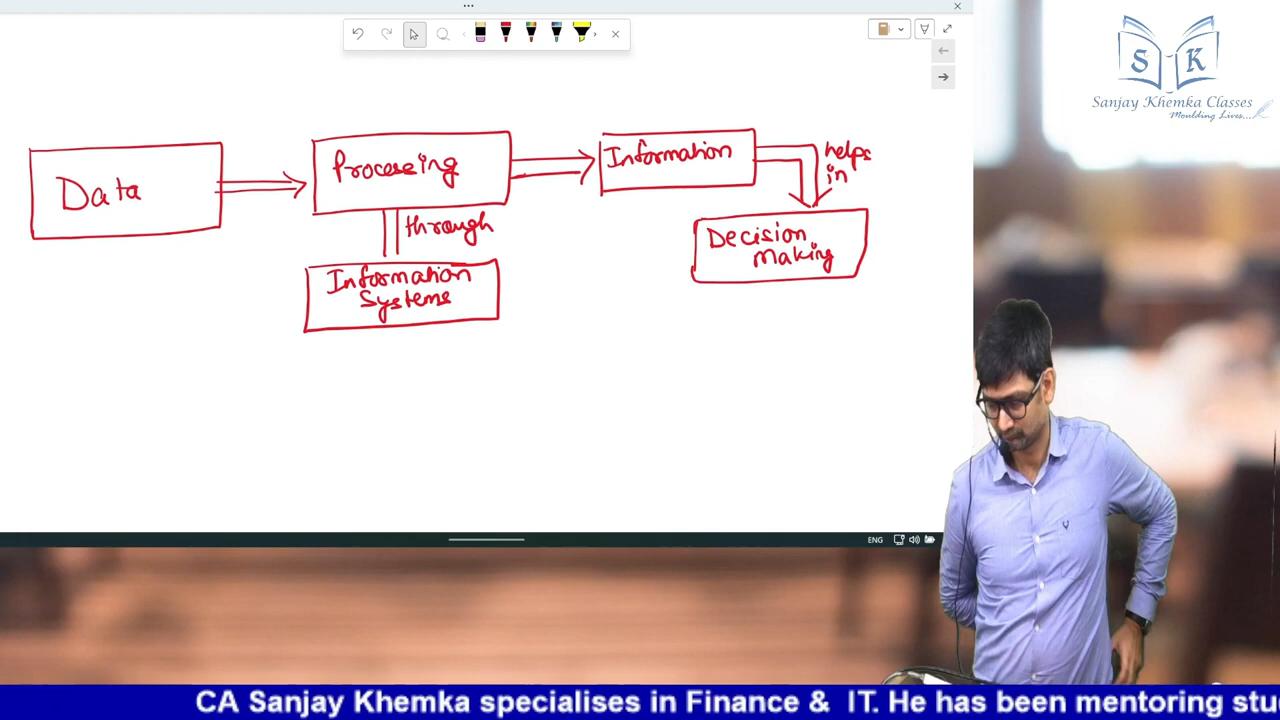 S K
Sanjay Khemka Classes
Moulding Lives...
Data
Processing
Information
helps
in
through
Decision
Making
Information
Systems
ENG
CA Sanjay Khemka specialises in Finance & IT. He has been mentoring stu